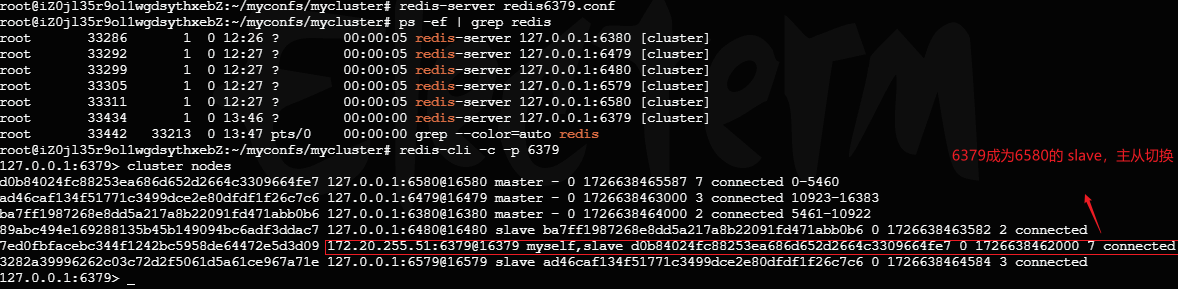 root@iZ0jl35r9ol1wgdsythxebZ:~/myconfs/mycluster# redis-server redis6379.conf
root@iZ0jl35r9ol1wgdsythxebZ:~/myconfs/mycluster# ps -ef | grep redis
root 33286 1 0 12:26 ? 00:00:05 redis-server 127.0.0.1:6380 [cluster]
root 33292 1 0 12:27 ? 00:00:05 redis-server 127.0.0.1:6479 [cluster]
root 33299 1 0 12:27 ? 00:00:05 redis-server 127.0.0.1:6480 [cluster]
root 33305 1 0 12:27 ? 00:00:05 redis-server 127.0.0.1:6579 [cluster]
root 33311 1 0 12:27 ? 00:00:05 redis-server 127.0.0.1:6580 [cluster]
root 33434 1 0 13:46 ? 00:00:00 redis-server 127.0.0.1:6379 [cluster]
root 33442 33213 0 13:47 pts/0 00:00:00 grep --color=auto redis
root@iZ0jl35r9ol1wgdsythxebZ:~/myconfs/mycluster# redis-cli -c -p 6379
6379成为6580的 slave，主从切换
127.0.0.1:6379> cluster nodes
d0b84024fc88253ea686d652d2664c3309664fe7 127.0.0.1:6580@16580 master - 0 1726638465587 7 connected 0-5460
ad46caf134f51771c3499dce2e80dfdf1f26c7c6 127.0.0.1:6479@16479 master - 0 1726638463000 3 connected 10923-16383
ba7ff1987268e8dd5a217a8b22091fd471abb0b6 127.0.0.1:6380@16380 master - 0 1726638464000 2 connected 5461-10922
89abc494e169288135b45b149094bc6adf3ddac7 127.0.0.1:6480@16480 slave ba7ff1987268e8dd5a217a8b22091fd471abb0b6 0 1726638463582 2 connected
7ed0fbfacebc344f1242bc5958de64472e5d3d09 172.20.255.51:6379@16379 myself,slave d0b84024fc88253ea686d652d2664c3309664fe7 0 1726638462000 7 connected
3282a39996262c03c72d2f5061d5a61ce967a71e 127.0.0.1:6579@16579 slave ad46caf134f51771c3499dce2e80dfdf1f26c7c6 0 1726638464584 3 connected
127.0.0.1:6379> _